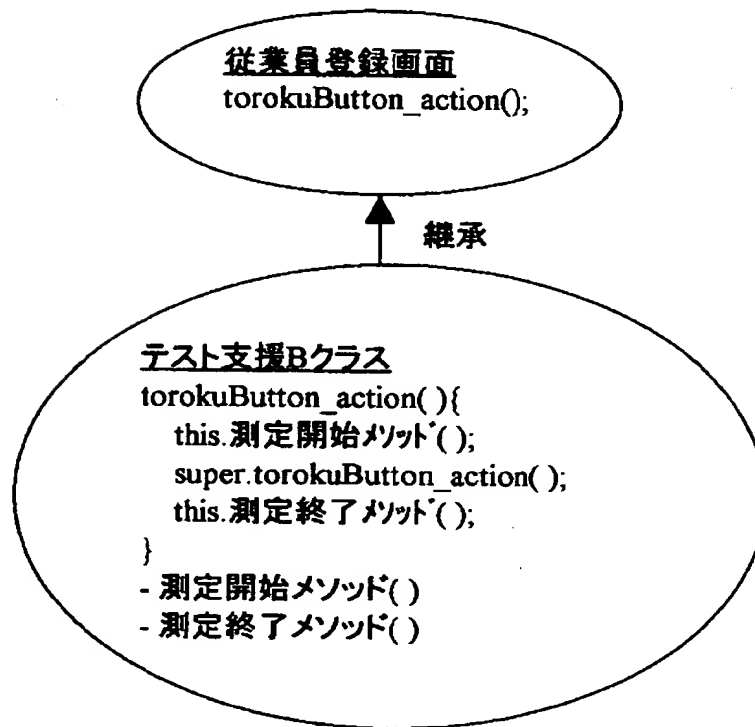 従業員登録画面
torokuButton_action();
継承
テスト支援Bクラス
torokuButton_action( ){
this.測定開始メソッド( );
super.torokuButton_action( );
this.測定終了メソッド( );
}
- 測定開始メソッド( )
- 測定終了メソッド( )